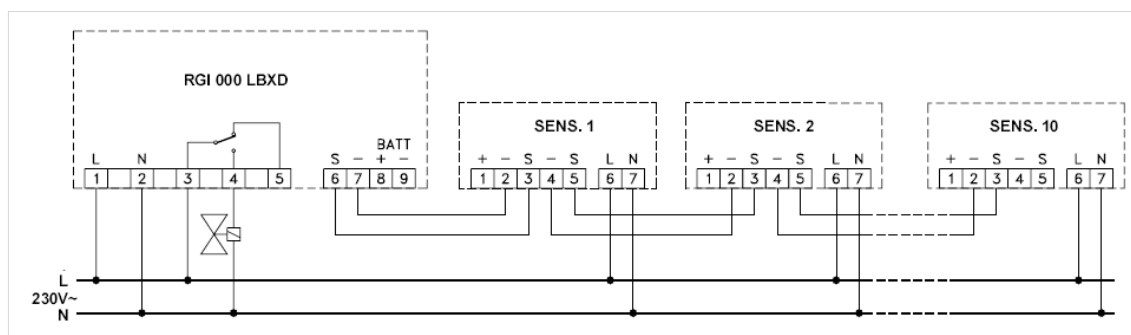 RGI 000 LBXD
BATT
L N S − + −
1 2 3 4 5 6 7 8 9
SENS. 1
+ − S − S L N
1 2 3 4 5 6 7
SENS. 2
+ − S − S L N
1 2 3 4 5 6 7
SENS. 10
+ − S − S L N
1 2 3 4 5 6 7
L
230V~
N